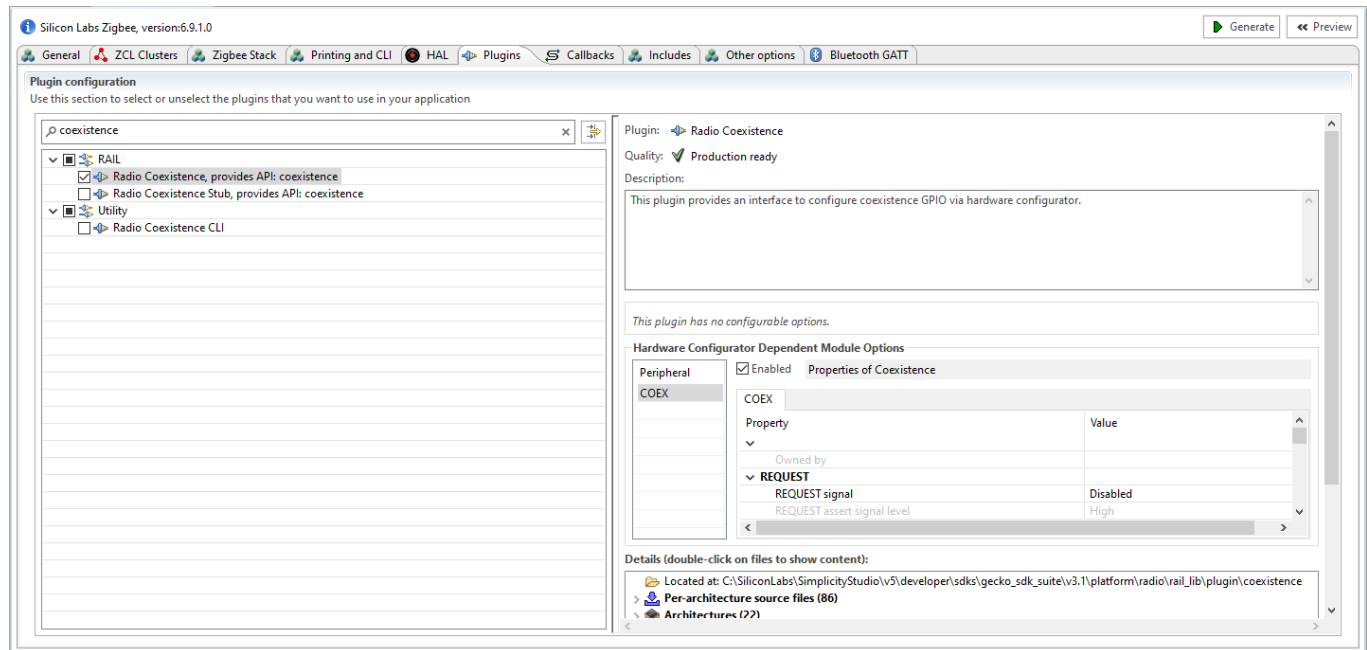 Silicon Labs Zigbee, version:6.9.1.0
Generate
Preview
General ZCL Clusters Zigbee Stack Printing and CLI HAL Plugins Callbacks Includes Other options Bluetooth GATT
Plugin configuration
Use this section to select or unselect the plugins that you want to use in your application
coexistence
RAIL
Radio Coexistence, provides API: coexistence
Radio Coexistence Stub, provides API: coexistence
Utility
Radio Coexistence CLI
Plugin: Radio Coexistence
Quality: Production ready
Description:
This plugin provides an interface to configure coexistence GPIO via hardware configurator.
This plugin has no configurable options.
Hardware Configurator Dependent Module Options
Peripheral
COEX
Enabled Properties of Coexistence
COEX
Property Value
Owned by
REQUEST
REQUEST signal Disabled
REQUEST assert signal level High
Details (double-click on files to show content):
Located at: C:\SiliconLabs\SimplicityStudio\v5\developer\sdks\gecko_sdk_suite\v3.1\platform\radio\rail_lib\plugin\coexistence
Per-architecture source files (86)
Architectures (22)